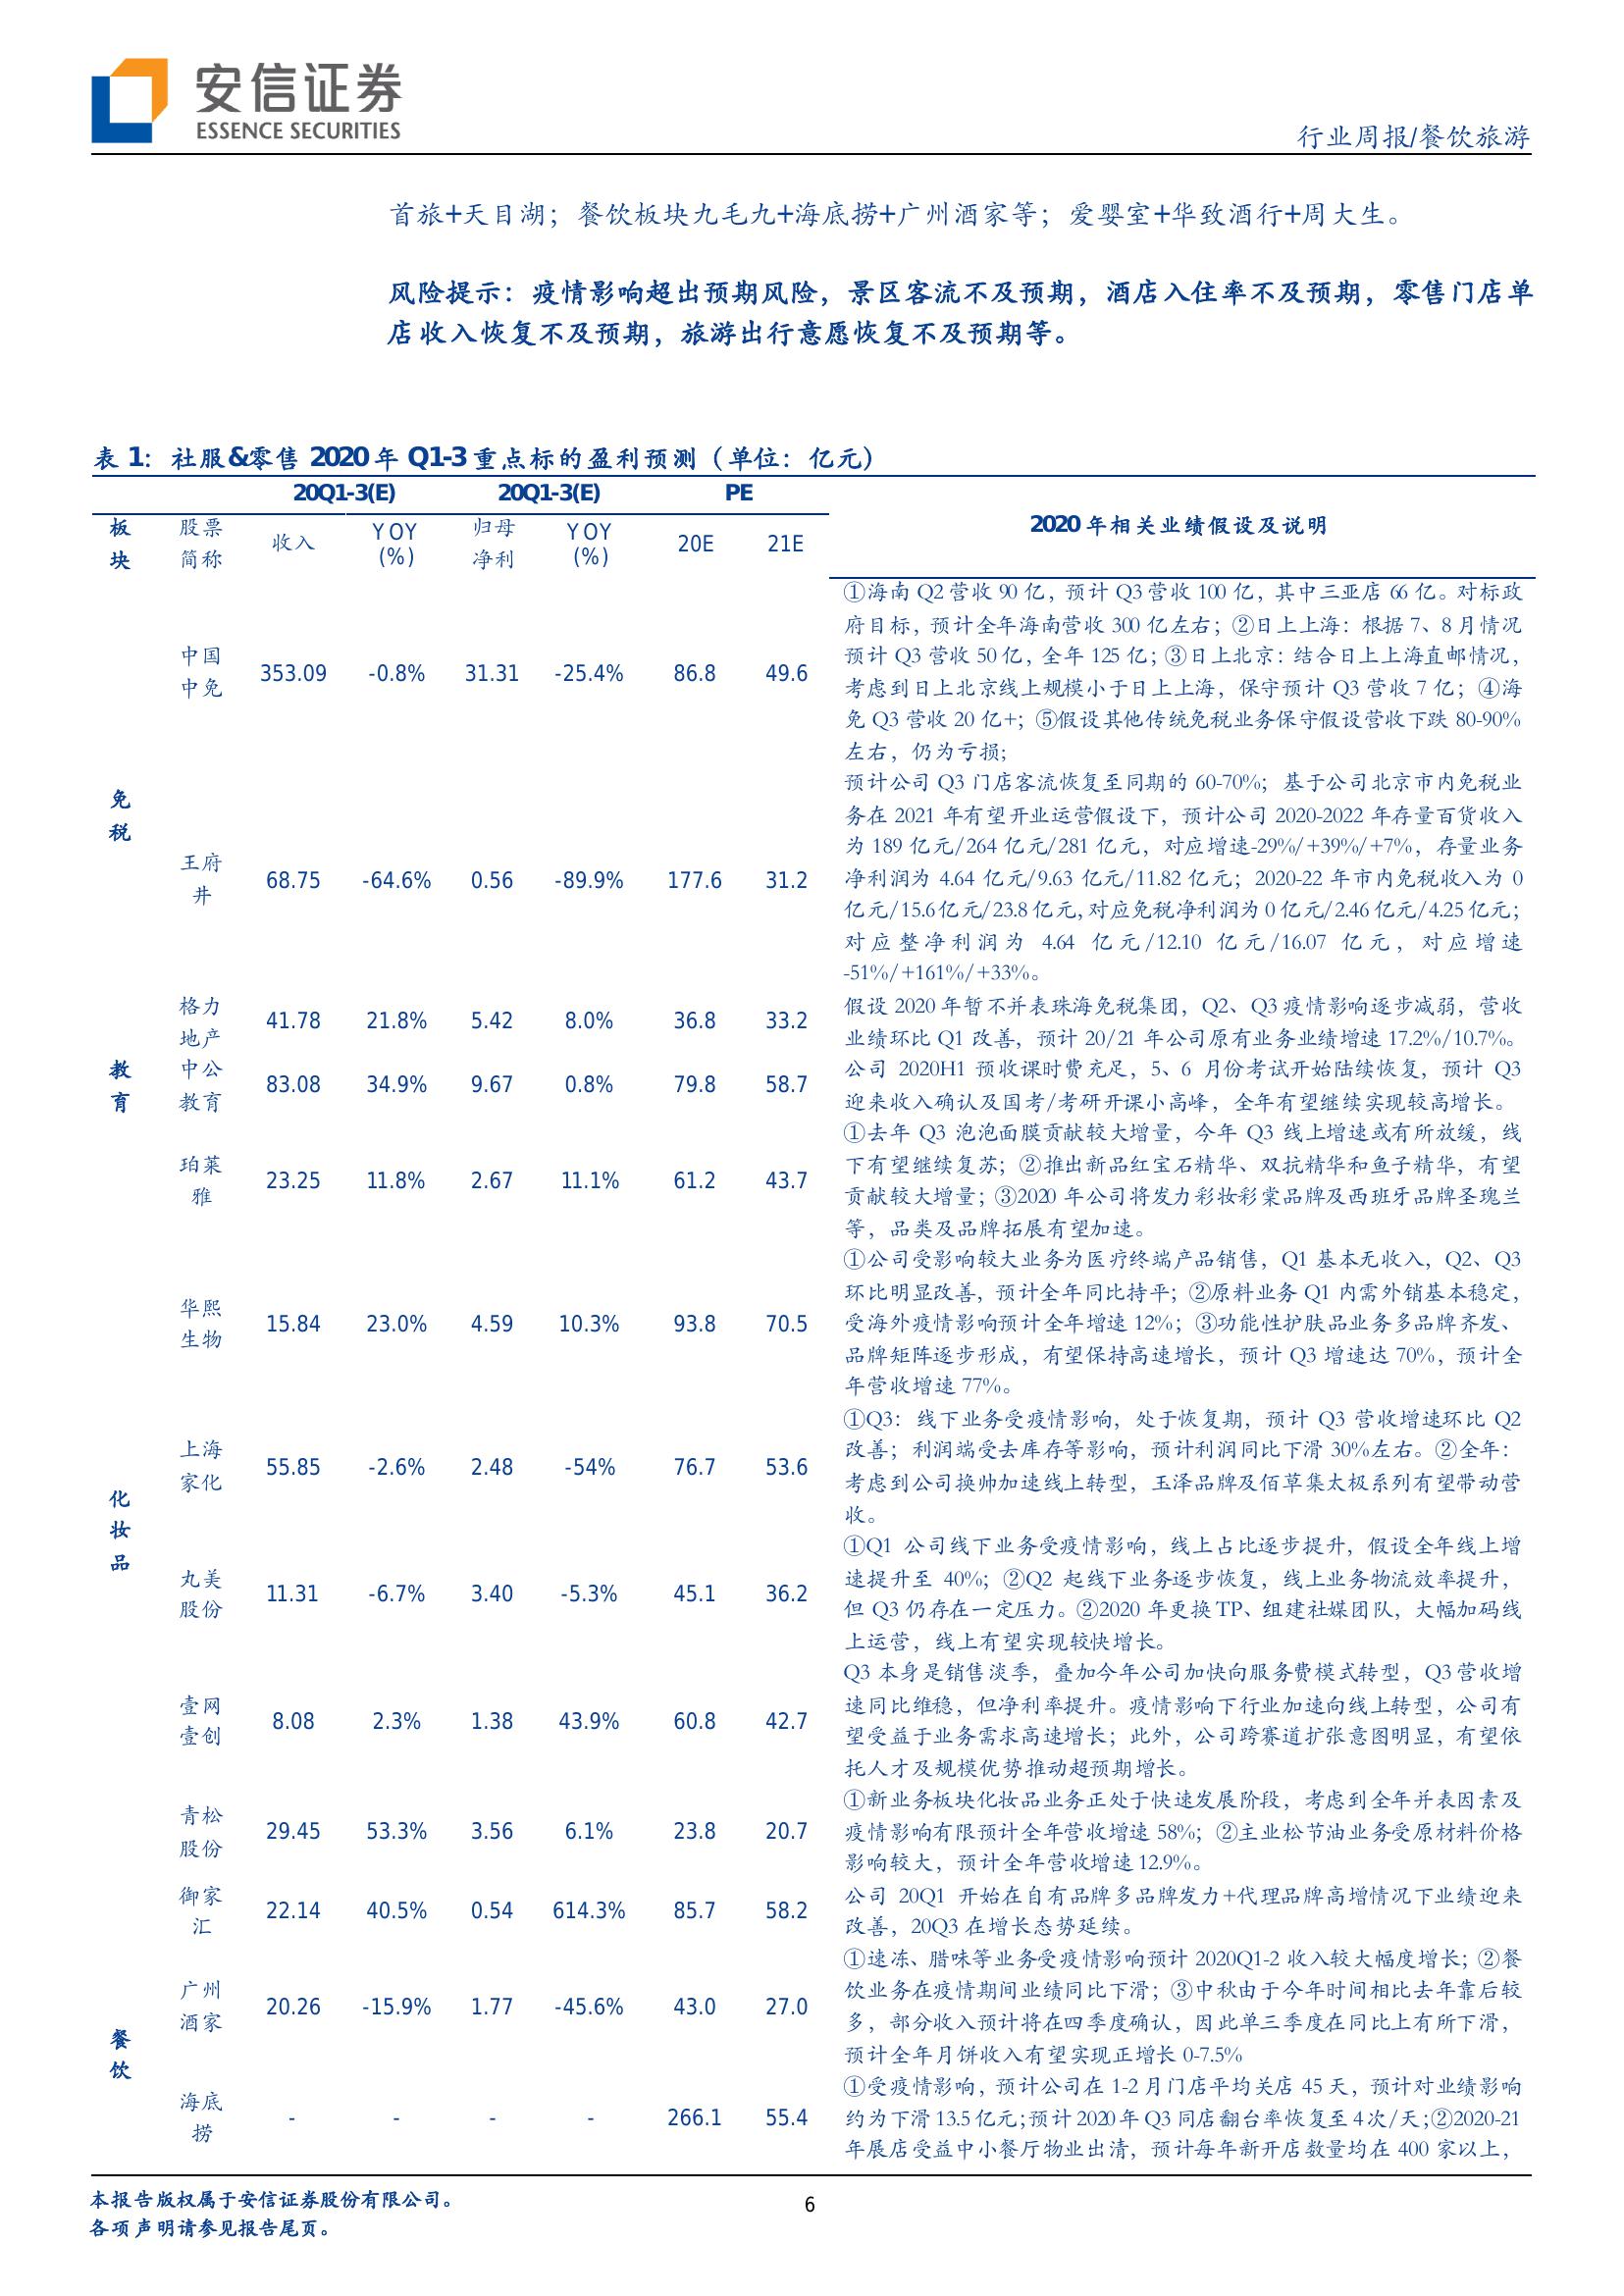 安信证券
ESSENCE SECURITIES
行业周报/餐饮旅游
首旅+天目湖；餐饮板块九毛九+海底捞+广州酒家等；爱婴室+华致酒行+周大生。
风险提示：疫情影响超出预期风险，景区客流不及预期，酒店入住率不及预期，零售门店单
店收入恢复不及预期，旅游出行意愿恢复不及预期等。
表 1：社服&零售 2020 年 Q1-3 重点标的盈利预测（单位：亿元）
20Q1-3(E) 20Q1-3(E) PE
2020 年相关业绩假设及说明
板块 股票简称 收入 YOY(%) 归母净利 YOY(%) 20E 21E
免税
中国中免 353.09 -0.8% 31.31 -25.4% 86.8 49.6
①海南 Q2 营收 90 亿，预计 Q3 营收 100 亿，其中三亚店 66 亿。对标政
府目标，预计全年海南营收 300 亿左右；②日上上海：根据 7、8 月情况
预计 Q3 营收 50 亿，全年 125 亿；③日上北京：结合日上上海直邮情况，
考虑到日上北京线上规模小于日上上海，保守预计 Q3 营收 7 亿；④海
免 Q3 营收 20 亿+；⑤假设其他传统免税业务保守假设营收下跌 80-90%
左右，仍为亏损;
王府井 68.75 -64.6% 0.56 -89.9% 177.6 31.2
预计公司 Q3 门店客流恢复至同期的 60-70%；基于公司北京市内免税业
务在 2021 年有望开业运营假设下，预计公司 2020-2022 年存量百货收入
为 189 亿元/264 亿元/281 亿元，对应增速-29%/+39%/+7%，存量业务
净利润为 4.64 亿元/9.63 亿元/11.82 亿元；2020-22 年市内免税收入为 0
亿元/15.6 亿元/23.8 亿元,对应免税净利润为 0 亿元/2.46 亿元/4.25 亿元；
对应整净利润为 4.64 亿元/12.10 亿元/16.07 亿元，对应增速
-51%/+161%/+33%。
格力地产 41.78 21.8% 5.42 8.0% 36.8 33.2
假设 2020 年暂不并表珠海免税集团，Q2、Q3 疫情影响逐步减弱，营收
业绩环比 Q1 改善，预计 20/21 年公司原有业务业绩增速 17.2%/10.7%。
教育
中公教育 83.08 34.9% 9.67 0.8% 79.8 58.7
公司 2020H1 预收课时费充足，5、6 月份考试开始陆续恢复，预计 Q3
迎来收入确认及国考/考研开课小高峰，全年有望继续实现较高增长。
化妆品
珀莱雅 23.25 11.8% 2.67 11.1% 61.2 43.7
①去年 Q3 泡泡面膜贡献较大增量，今年 Q3 线上增速或有所放缓，线
下有望继续复苏；②推出新品红宝石精华、双抗精华和鱼子精华，有望
贡献较大增量；③2020 年公司将发力彩妆彩棠品牌及西班牙品牌圣瑰兰
等，品类及品牌拓展有望加速。
华熙生物 15.84 23.0% 4.59 10.3% 93.8 70.5
①公司受影响较大业务为医疗终端产品销售，Q1 基本无收入，Q2、Q3
环比明显改善，预计全年同比持平；②原料业务 Q1 内需外销基本稳定，
受海外疫情影响预计全年增速 12%；③功能性护肤品业务多品牌齐发、
品牌矩阵逐步形成，有望保持高速增长，预计 Q3 增速达 70%，预计全
年营收增速 77%。
上海家化 55.85 -2.6% 2.48 -54% 76.7 53.6
①Q3：线下业务受疫情影响，处于恢复期，预计 Q3 营收增速环比 Q2
改善；利润端受去库存等影响，预计利润同比下滑 30%左右。②全年：
考虑到公司换帅加速线上转型，玉泽品牌及佰草集太极系列有望带动营
收。
丸美股份 11.31 -6.7% 3.40 -5.3% 45.1 36.2
①Q1 公司线下业务受疫情影响，线上占比逐步提升，假设全年线上增
速提升至 40%；②Q2 起线下业务逐步恢复，线上业务物流效率提升，
但 Q3 仍存在一定压力。②2020 年更换 TP、组建社媒团队，大幅加码线
上运营，线上有望实现较快增长。
壹网壹创 8.08 2.3% 1.38 43.9% 60.8 42.7
Q3 本身是销售淡季，叠加今年公司加快向服务费模式转型，Q3 营收增
速同比维稳，但净利率提升。疫情影响下行业加速向线上转型，公司有
望受益于业务需求高速增长；此外，公司跨赛道扩张意图明显，有望依
托人才及规模优势推动超预期增长。
青松股份 29.45 53.3% 3.56 6.1% 23.8 20.7
①新业务板块化妆品业务正处于快速发展阶段，考虑到全年并表因素及
疫情影响有限预计全年营收增速 58%；②主业松节油业务受原材料价格
影响较大，预计全年营收增速 12.9%。
御家汇 22.14 40.5% 0.54 614.3% 85.7 58.2
公司 20Q1 开始在自有品牌多品牌发力+代理品牌高增情况下业绩迎来
改善，20Q3 在增长态势延续。
餐饮
广州酒家 20.26 -15.9% 1.77 -45.6% 43.0 27.0
①速冻、腊味等业务受疫情影响预计 2020Q1-2 收入较大幅度增长；②餐
饮业务在疫情期间业绩同比下滑；③中秋由于今年时间相比去年靠后较
多，部分收入预计将在四季度确认，因此单三季度在同比上有所下滑，
预计全年月饼收入有望实现正增长 0-7.5%
海底捞 - - - - 266.1 55.4
①受疫情影响，预计公司在 1-2 月门店平均关店 45 天，预计对业绩影响
约为下滑 13.5 亿元;预计 2020 年 Q3 同店翻台率恢复至 4 次/天;②2020-21
年展店受益中小餐厅物业出清，预计每年新开店数量均在 400 家以上，
本报告版权属于安信证券股份有限公司。
各项声明请参见报告尾页。
6